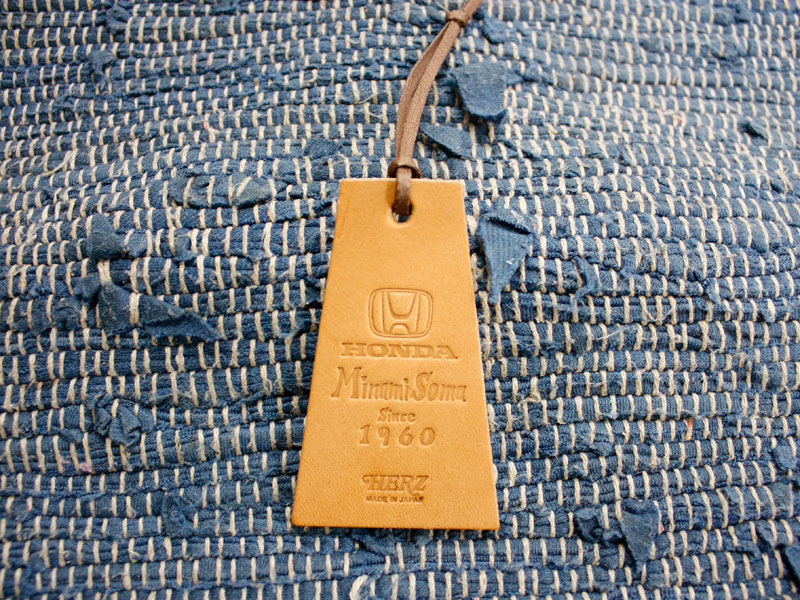 HONDA
Minami Soma
Since
1960
HERZ
MADE IN JAPAN